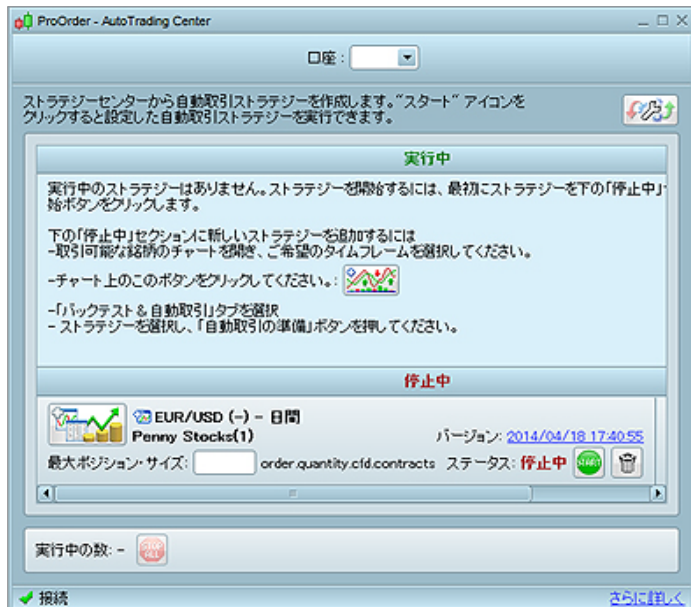 ProOrder - AutoTrading Center
口座 :
ストラテジーセンターから自動取引ストラテジーを作成します。"スタート" アイコンを
クリックすると設定した自動取引ストラテジーを実行できます。
実行中
実行中のストラテジーはありません。ストラテジーを開始するには、最初にストラテジーを下の「停止中」
始ボタンをクリックします。
下の「停止中」セクションに新しいストラテジーを追加するには
-取引可能な銘柄のチャートを開き、ご希望のタイムフレームを選択してください。
-チャート上のこのボタンをクリックしてください。:
-「バックテスト & 自動取引」タブを選択
- ストラテジーを選択し、「自動取引の準備」ボタンを押してください。
停止中
EUR/USD (-) - 日間
Penny Stocks(1)
バージョン: 2014/04/18 17:40:55
最大ポジション・サイズ: order.quantity.cfd.contracts ステータス: 停止中 START
実行中の数: - STOP ALL
接続
さらに詳しく